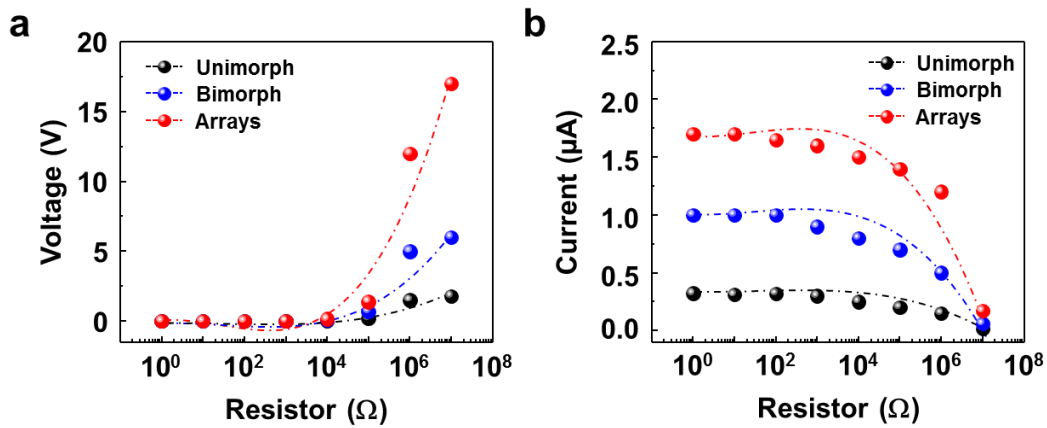 a
20
15
10
5
0
Voltage (V)
Unimorph
Bimorph
Arrays
10⁰ 10² 10⁴ 10⁶ 10⁸
Resistor (Ω)
b
2.5
2.0
1.5
1.0
0.5
0.0
Current (µA)
Unimorph
Bimorph
Arrays
10⁰ 10² 10⁴ 10⁶ 10⁸
Resistor (Ω)